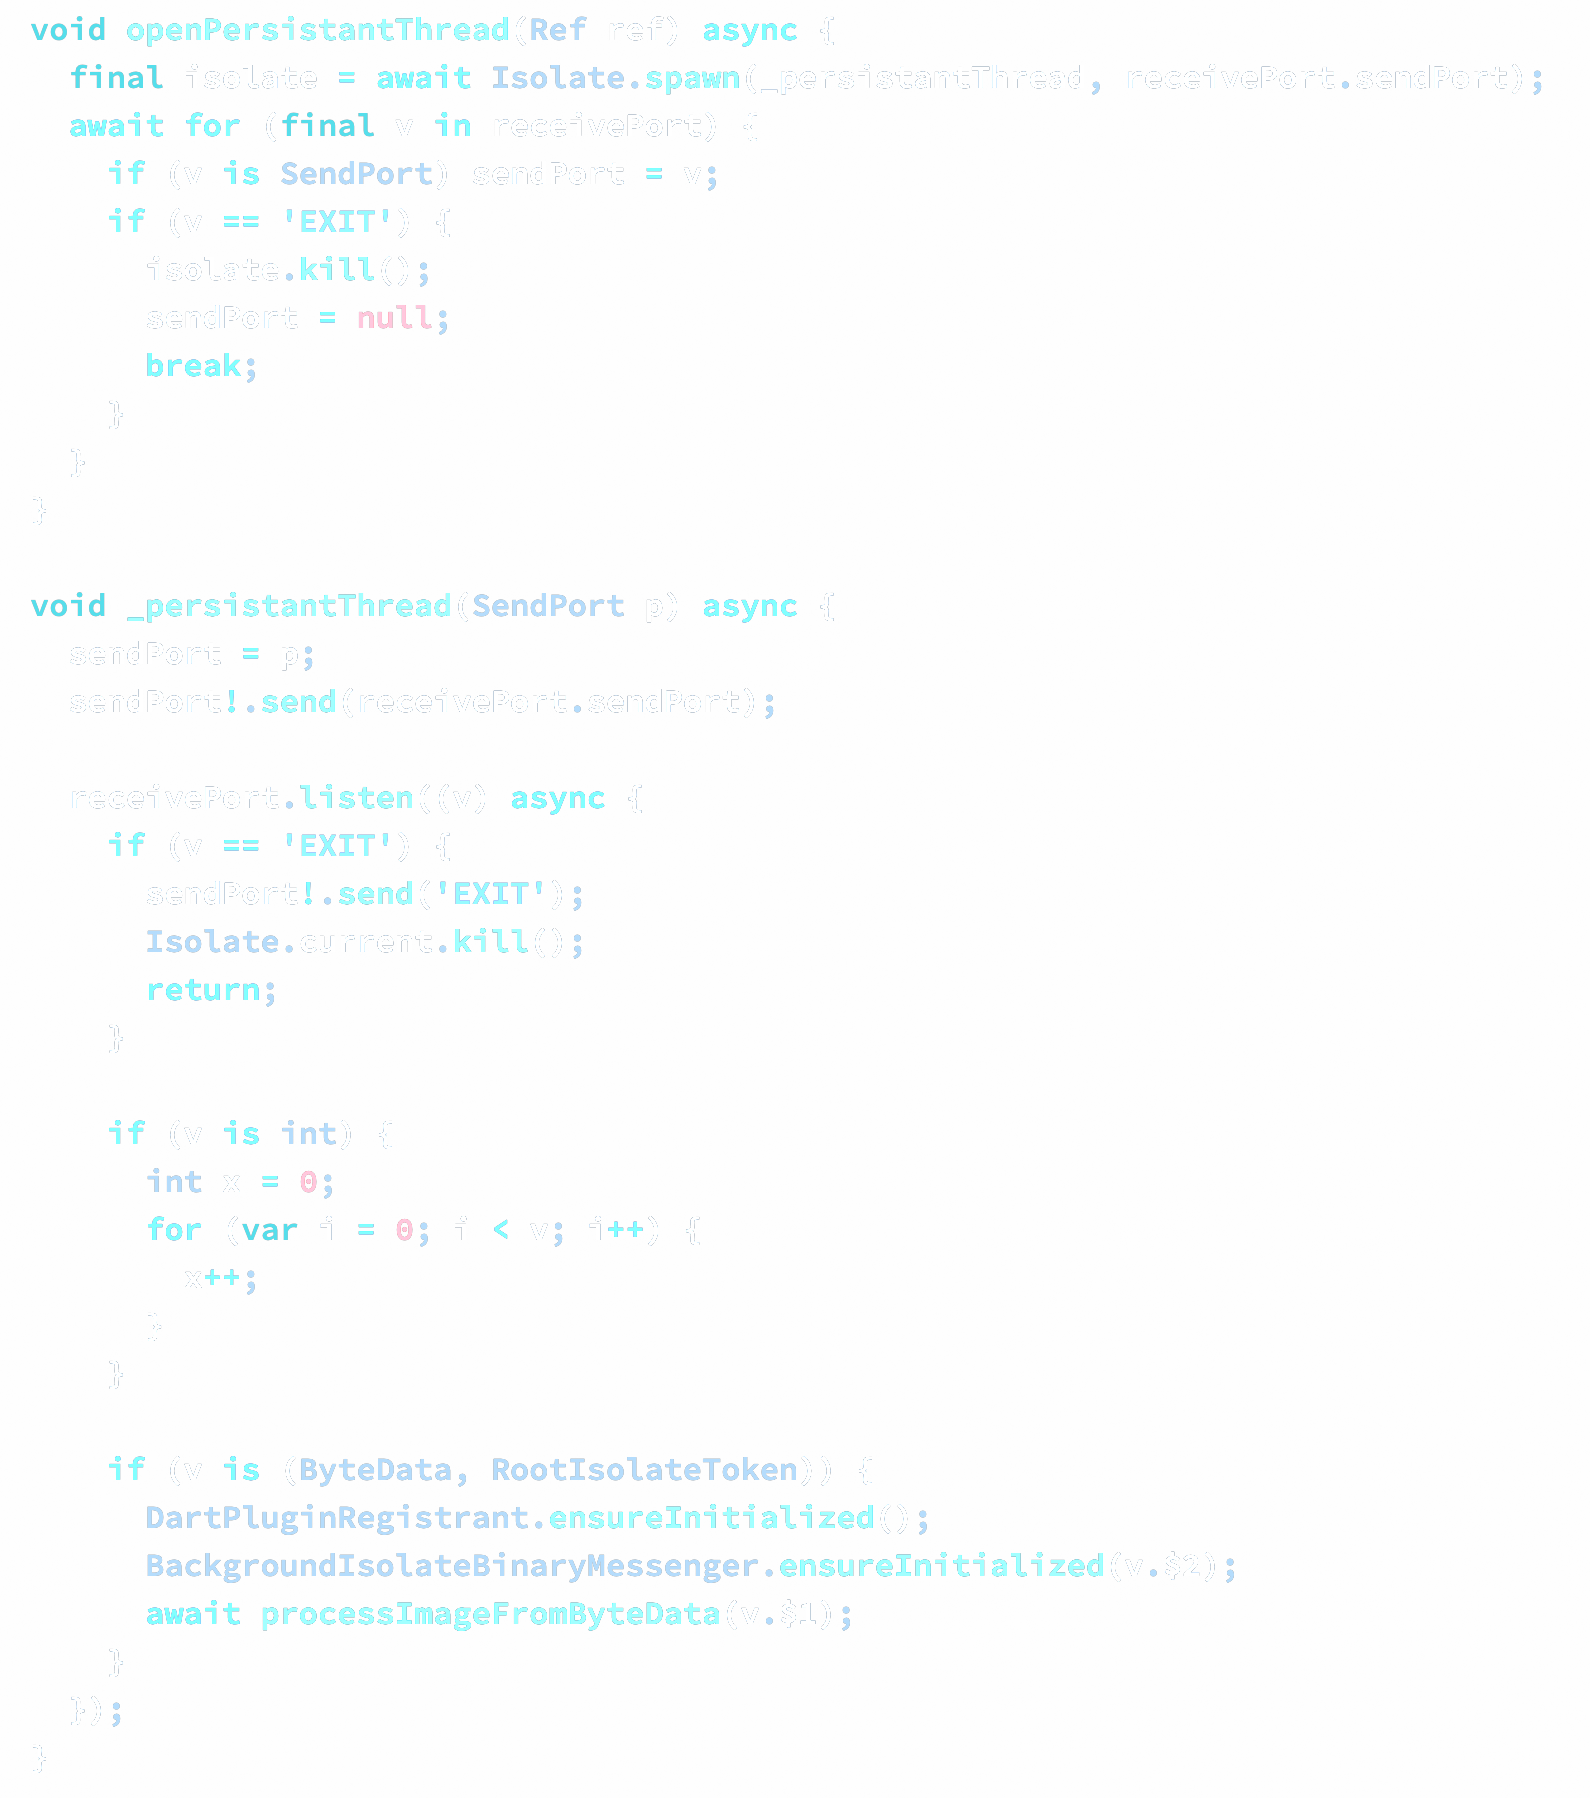 void openPersistantThread(Ref ref) async {
  final isolate = await Isolate.spawn(_persistantThread, receivePort.sendPort);
  await for (final v in receivePort) {
    if (v is SendPort) sendPort = v;
    if (v == 'EXIT') {
      isolate.kill();
      sendPort = null;
      break;
    }
  }
}

void _persistantThread(SendPort p) async {
  sendPort = p;
  sendPort!.send(receivePort.sendPort);

  receivePort.listen((v) async {
    if (v == 'EXIT') {
      sendPort!.send('EXIT');
      Isolate.current.kill();
      return;
    }

    if (v is int) {
      int x = 0;
      for (var i = 0; i < v; i++) {
        x++;
      }
    }

    if (v is (ByteData, RootIsolateToken)) {
      DartPluginRegistrant.ensureInitialized();
      BackgroundIsolateBinaryMessenger.ensureInitialized(v.$2);
      await processImageFromByteData(v.$1);
    }
  });
}